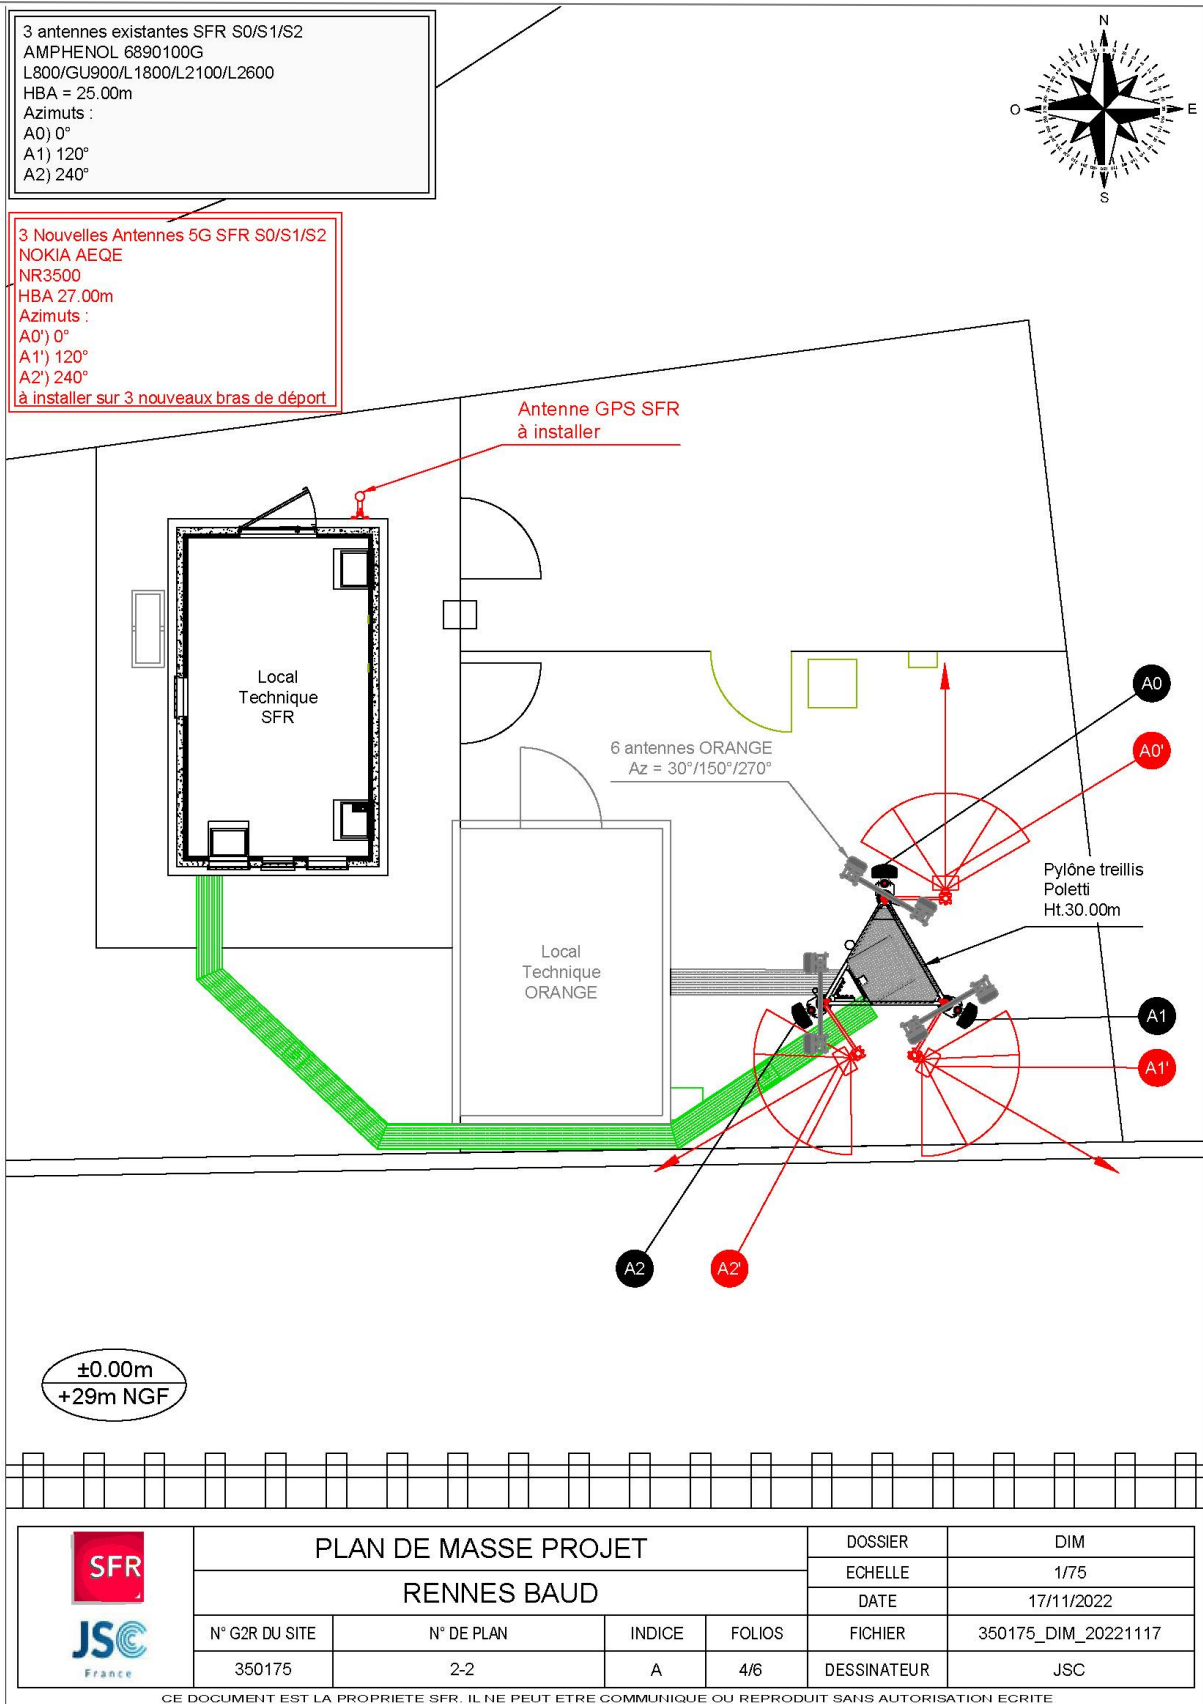 3 antennes existantes SFR S0/S1/S2
AMPHENOL 6890100G
L800/GU900/L1800/L2100/L2600
HBA = 25.00m
Azimuts :
A0) 0°
A1) 120°
A2) 240°
N
O
E
S
3 Nouvelles Antennes 5G SFR S0/S1/S2
NOKIA AEQE
NR3500
HBA 27.00m
Azimuts :
A0') 0°
A1') 120°
A2') 240°
à installer sur 3 nouveaux bras de déport
Antenne GPS SFR
à installer
Local
Technique
SFR
A0
6 antennes ORANGE
Az = 30°/150°/270°
A0'
Pylône treillis
Poletti
Ht.30.00m
Local
Technique
ORANGE
A1
A1'
A2
A2'
±0.00m
+29m NGF
SFR
JSC
France
PLAN DE MASSE PROJET
RENNES BAUD
N° G2R DU SITE
N° DE PLAN
INDICE
FOLIOS
350175
2-2
A
4/6
DOSSIER
DIM
ECHELLE
1/75
DATE
17/11/2022
FICHIER
350175_DIM_20221117
DESSINATEUR
JSC
CE DOCUMENT EST LA PROPRIETE SFR. IL NE PEUT ETRE COMMUNIQUE OU REPRODUIT SANS AUTORISATION ECRITE